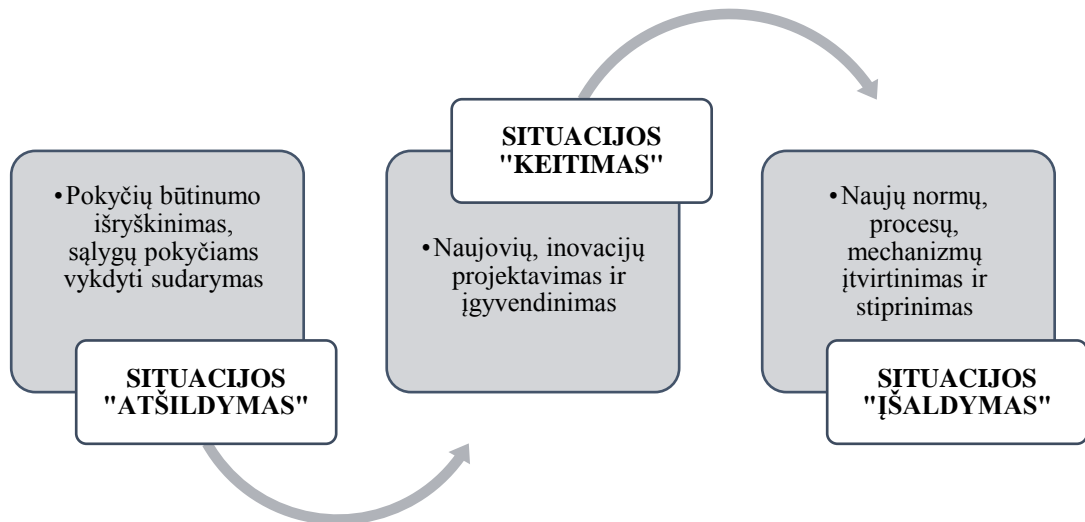 •Pokyčių būtinumo
išryškinimas,
sąlygų pokyčiams
vykdyti sudarymas
SITUACIJOS
"ATŠILDYMAS"
SITUACIJOS
"KEITIMAS"
•Naujovių, inovacijų
projektavimas ir
įgyvendinimas
•Naujų normų,
procesų,
mechanizmų
įtvirtinimas ir
stiprinimas
SITUACIJOS
"ĮŠALDYMAS"